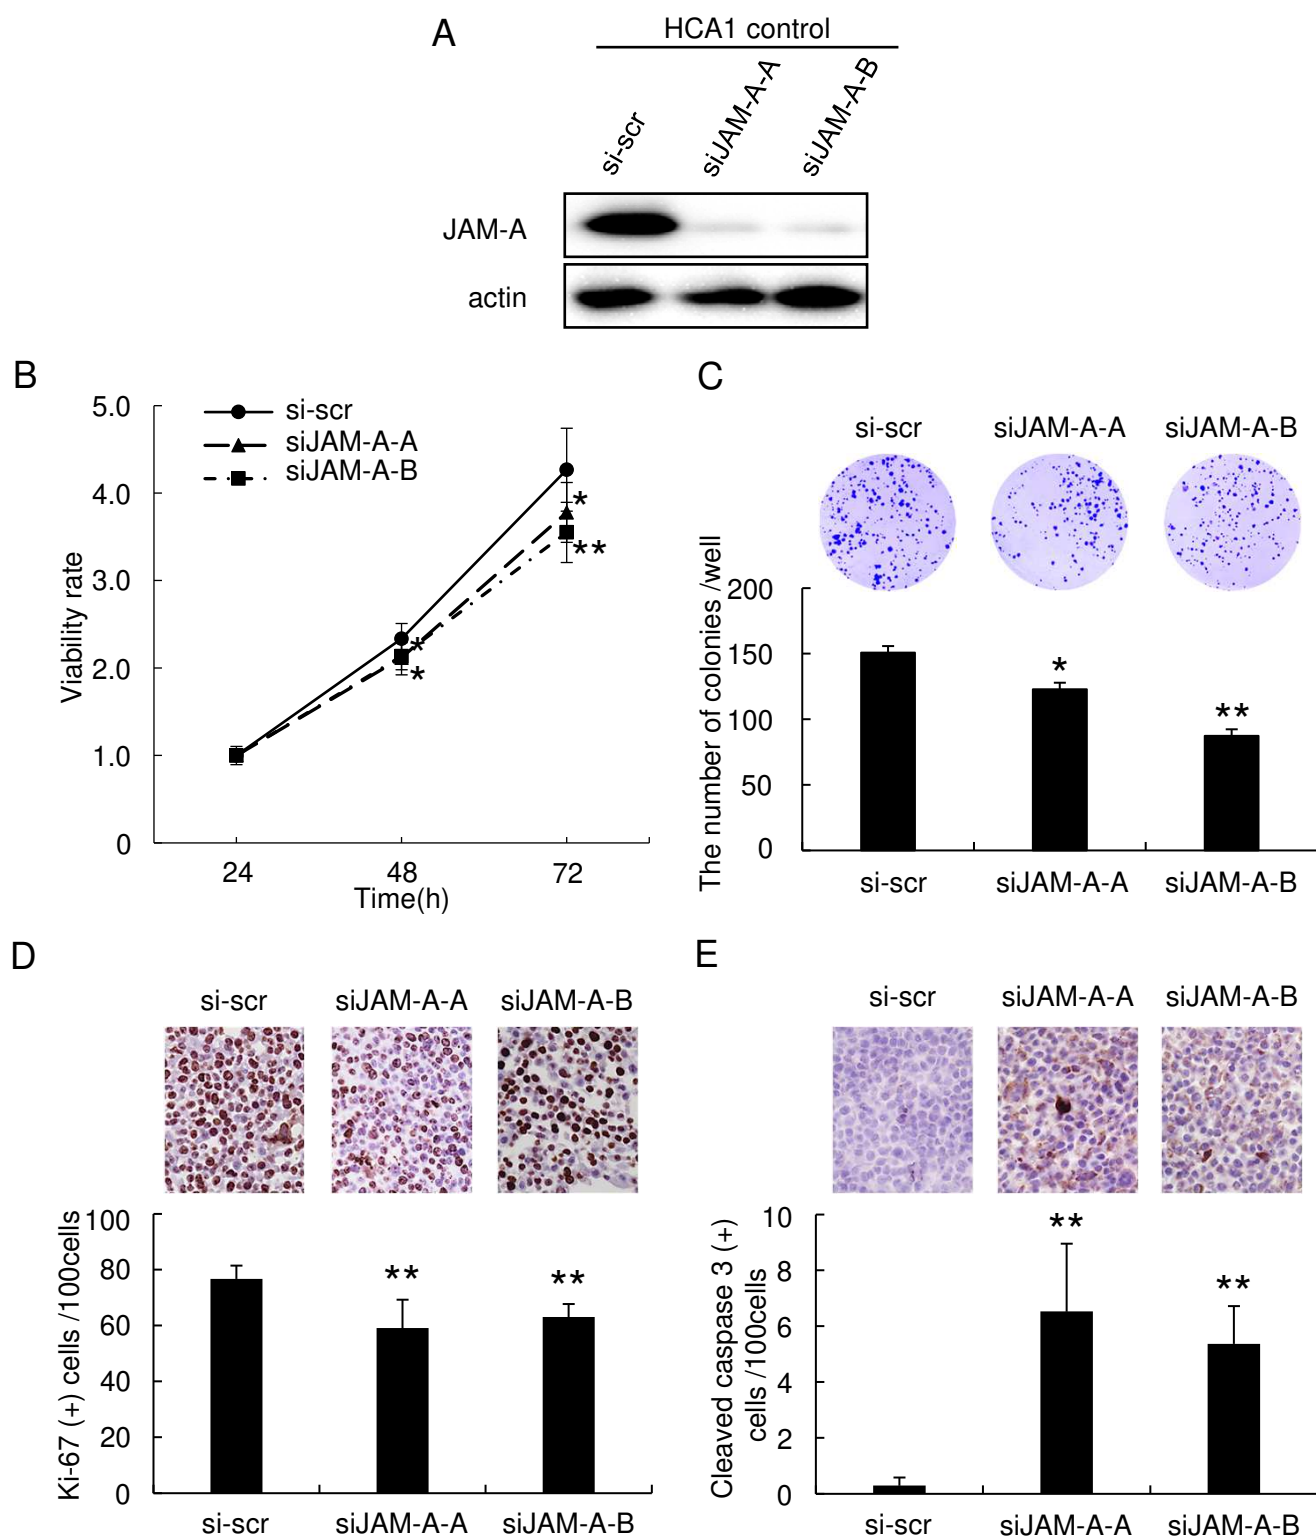 A
HCA1 control
si-scr
siJAM-A-A
siJAM-A-B
JAM-A
actin
B
5.0
4.0
3.0
2.0
1.0
0
Viability rate
si-scr
siJAM-A-A
siJAM-A-B
*
**
*
*
24
48
72
Time(h)
C
si-scr
siJAM-A-A
siJAM-A-B
The number of colonies /well
200
150
100
50
0
*
**
si-scr
siJAM-A-A
siJAM-A-B
D
si-scr
siJAM-A-A
siJAM-A-B
Ki-67 (+) cells /100cells
100
80
60
40
20
0
**
**
si-scr
siJAM-A-A
siJAM-A-B
E
si-scr
siJAM-A-A
siJAM-A-B
Cleaved caspase 3 (+)
cells /100cells
10
8
6
4
2
0
**
**
si-scr
siJAM-A-A
siJAM-A-B